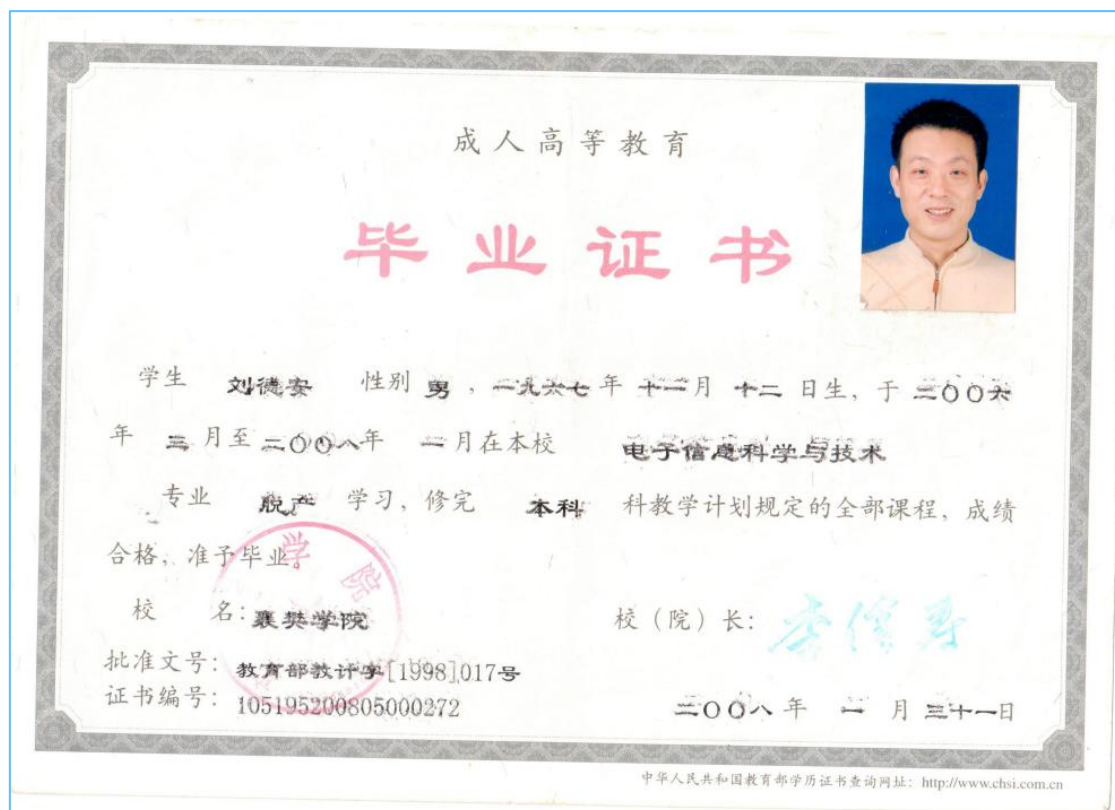 成人高等教育
毕业证书
学生 刘德安 性别 男,一九六七年 十一月 十二 日生,于 二〇〇六
年 三 月至 二〇〇八年 一月在本校 电子信息科学与技术
专业 脱产 学习,修完 本科 科教学计划规定的全部课程,成绩
合格,准予毕业。
学院
校 名:襄樊学院
校(院)长:
批准文号:教育部教计字[1998]017号
证书编号:105195200805000272
二〇〇八年 一 月 三十一日
中华人民共和国教育部学历证书查询网址:http://www.chsi.com.cn